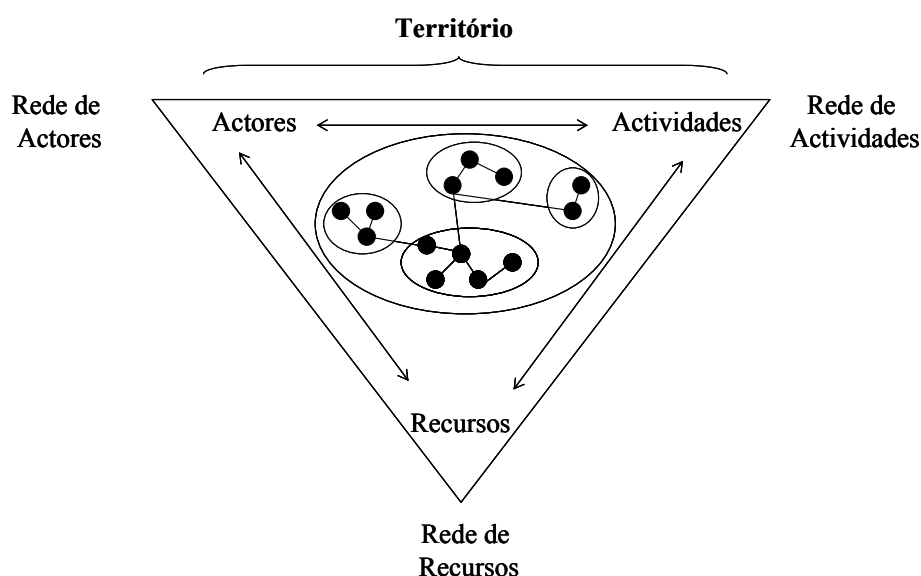 Território
Rede de
Actores
Actores
Actividades
Rede de
Actividades
Recursos
Rede de
Recursos